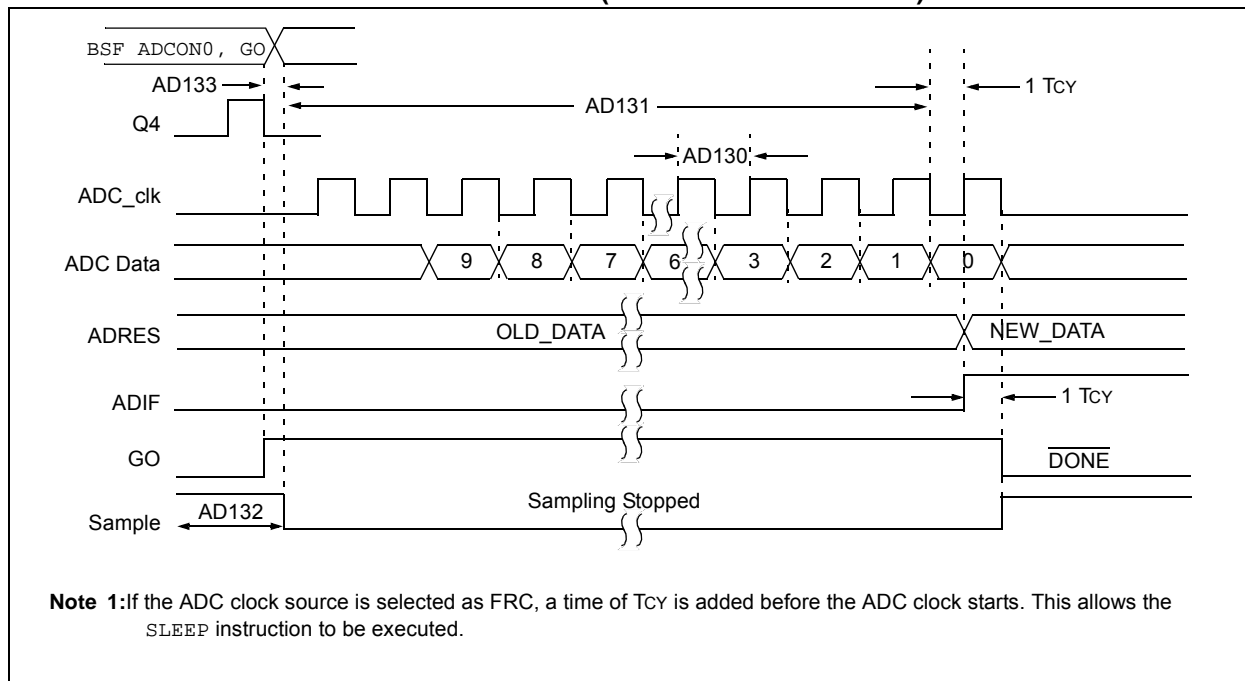 BSF ADCON0, GO
AD133
1 TCY
AD131
Q4
AD130
ADC_clk
ADC Data
9 8 7 6 3 2 1 0
ADRES
OLD_DATA
NEW_DATA
ADIF
1 TCY
GO
DONE
Sampling Stopped
AD132
Sample
Note 1:If the ADC clock source is selected as FRC, a time of TCY is added before the ADC clock starts. This allows the
SLEEP instruction to be executed.